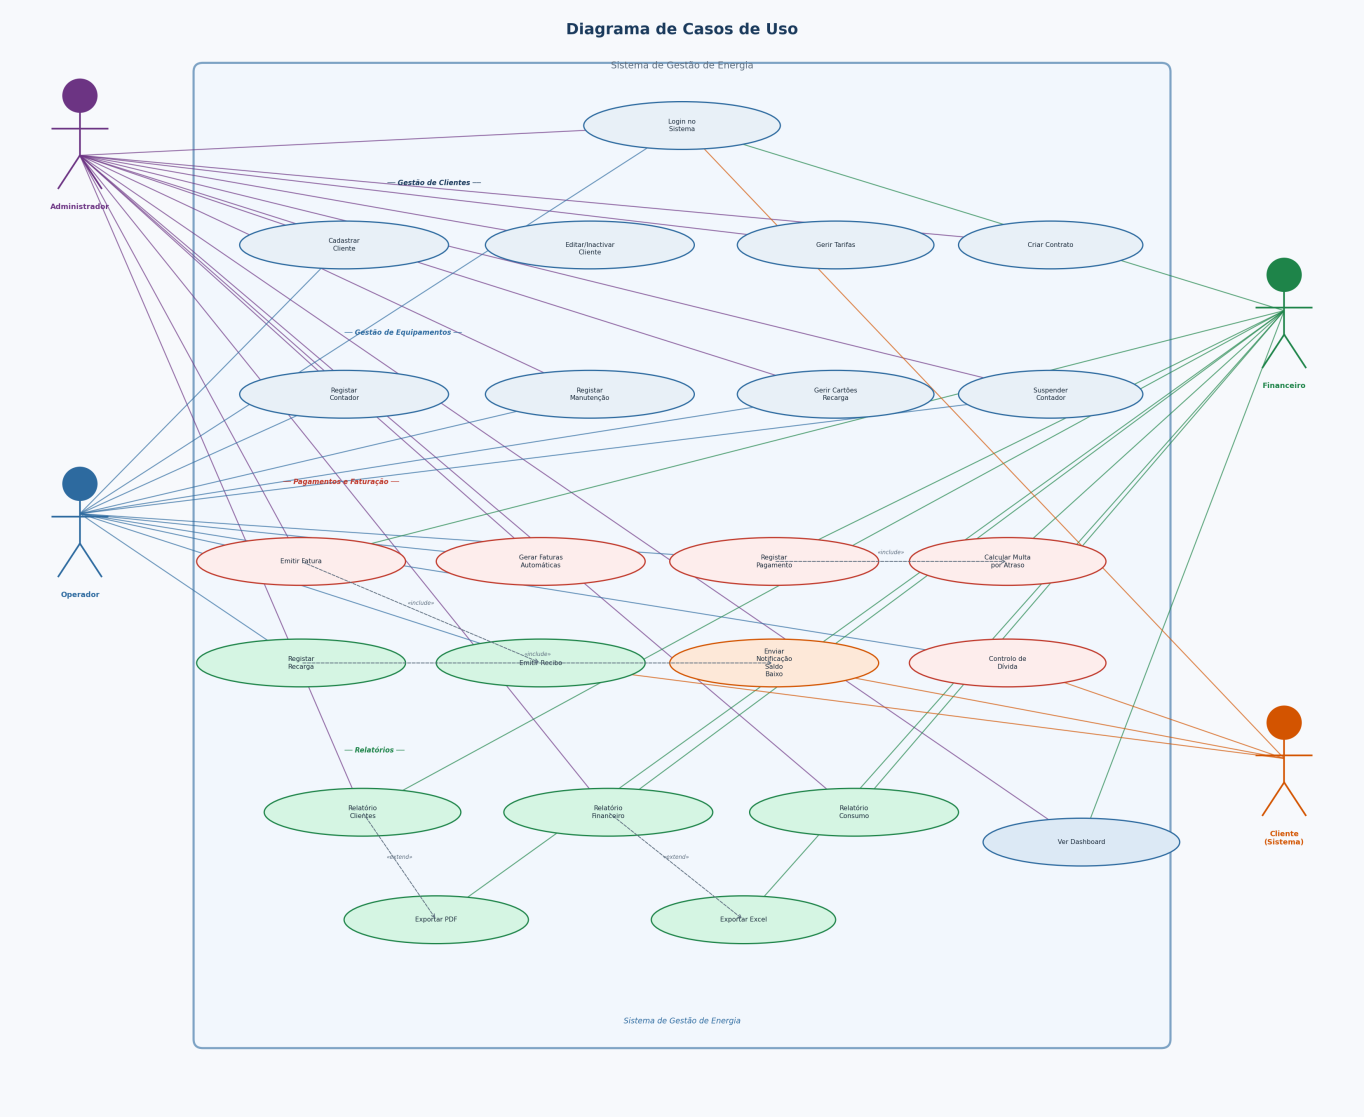 Diagrama de Casos de Uso
Sistema de Gestão de Energia
Login no
Sistema
— Gestão de Clientes —
Administrador
Cadastrar
Cliente
Editar/Inactivar
Cliente
Gerir Tarifas
Criar Contrato
— Gestão de Equipamentos —
Financeiro
Registar
Contador
Registar
Manutenção
Gerir Cartões
Recarga
Suspender
Contador
— Pagamentos e Faturação —
Emitir Fatura
Gerar Faturas
Automáticas
Registar
Pagamento
«include»
Calcular Multa
por Atraso
Operador
«include»
Registar
Recarga
«include»
Emitir Recibo
Enviar
Notificação
Saldo
Baixo
Controlo de
Dívida
— Relatórios —
Relatório
Clientes
Relatório
Financeiro
Relatório
Consumo
Ver Dashboard
Cliente
(Sistema)
«extend»
«extend»
Exportar PDF
Exportar Excel
Sistema de Gestão de Energia